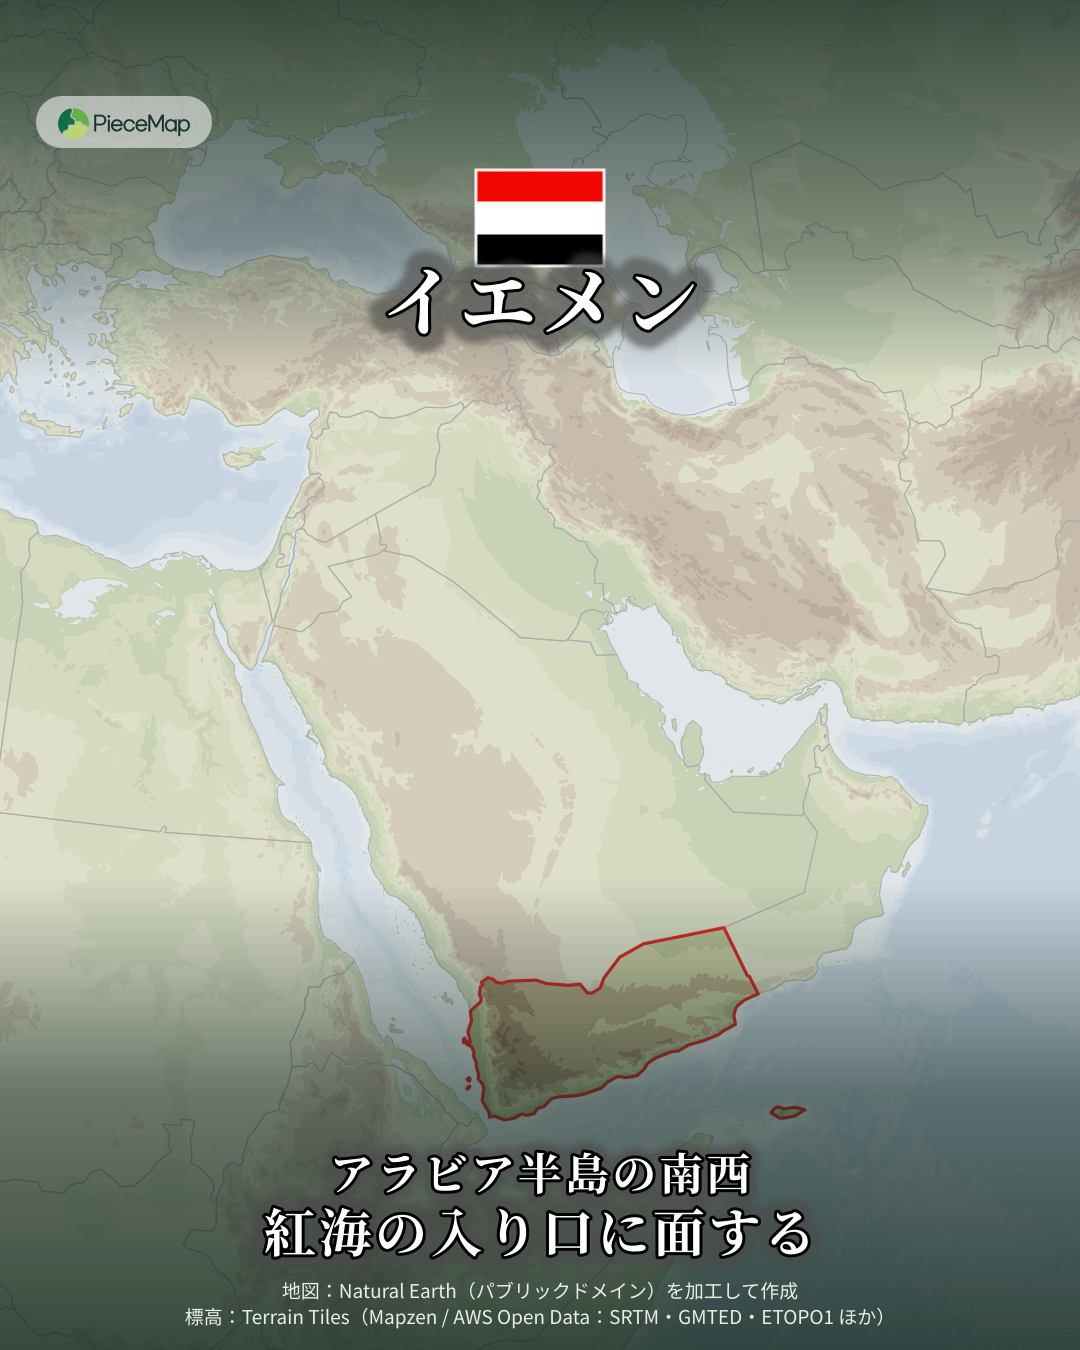 PieceMap
イエメン
アラビア半島の南西
紅海の入り口に面する
地図：Natural Earth（パブリックドメイン）を加工して作成
標高：Terrain Tiles（Mapzen / AWS Open Data：SRTM・GMTED・ETOPO1 ほか）